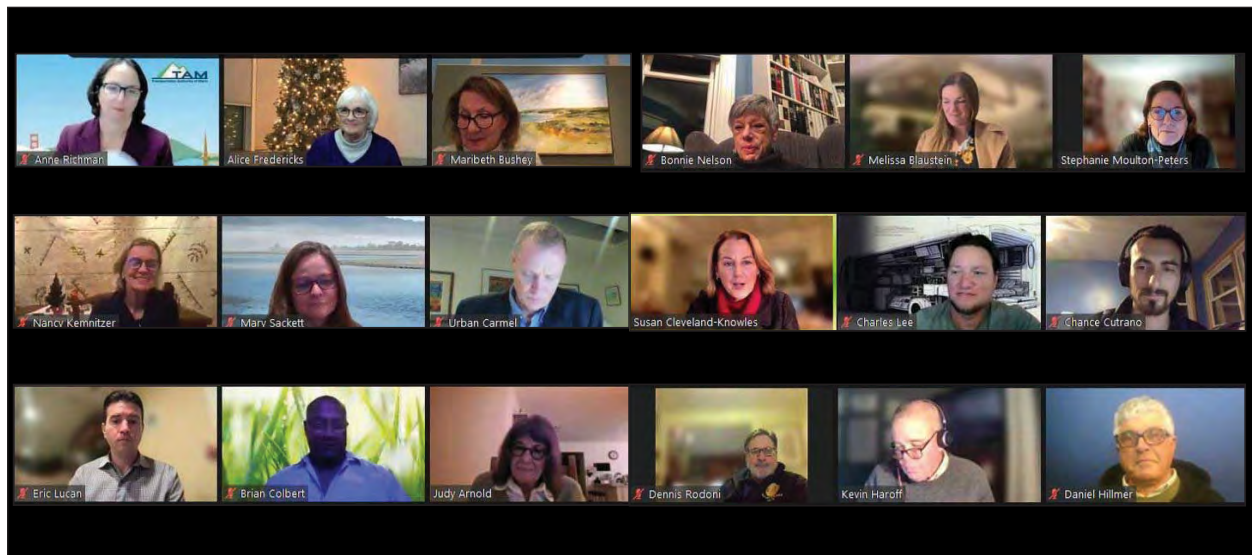 TAM
Anne Richman
Alice Fredericks
Maribeth Bushey
Bonnie Nelson
Melissa Blaustein
Stephanie Moulton-Peters
Nancy Kemnitzer
Mary Sackett
Urban Carmel
Susan Cleveland-Knowles
Charles Lee
Chance Cutrano
Eric Lucan
Brian Colbert
Judy Arnold
Dennis Rodoni
Kevin Haroff
Daniel Hillmer